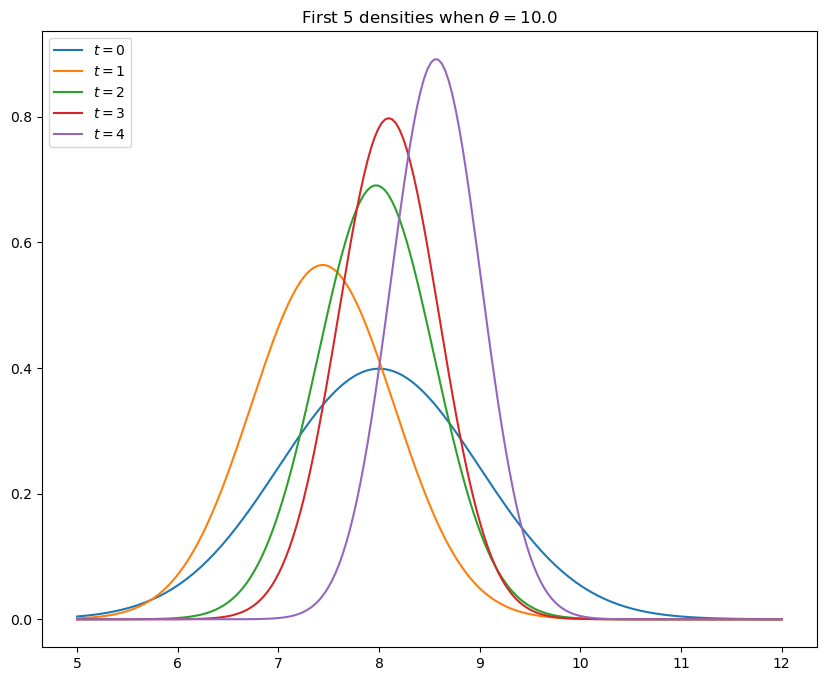 First 5 densities when θ = 10.0
t = 0
t = 1
t = 2
t = 3
t = 4
0.8
0.6
0.4
0.2
0.0
5 6 7 8 9 10 11 12